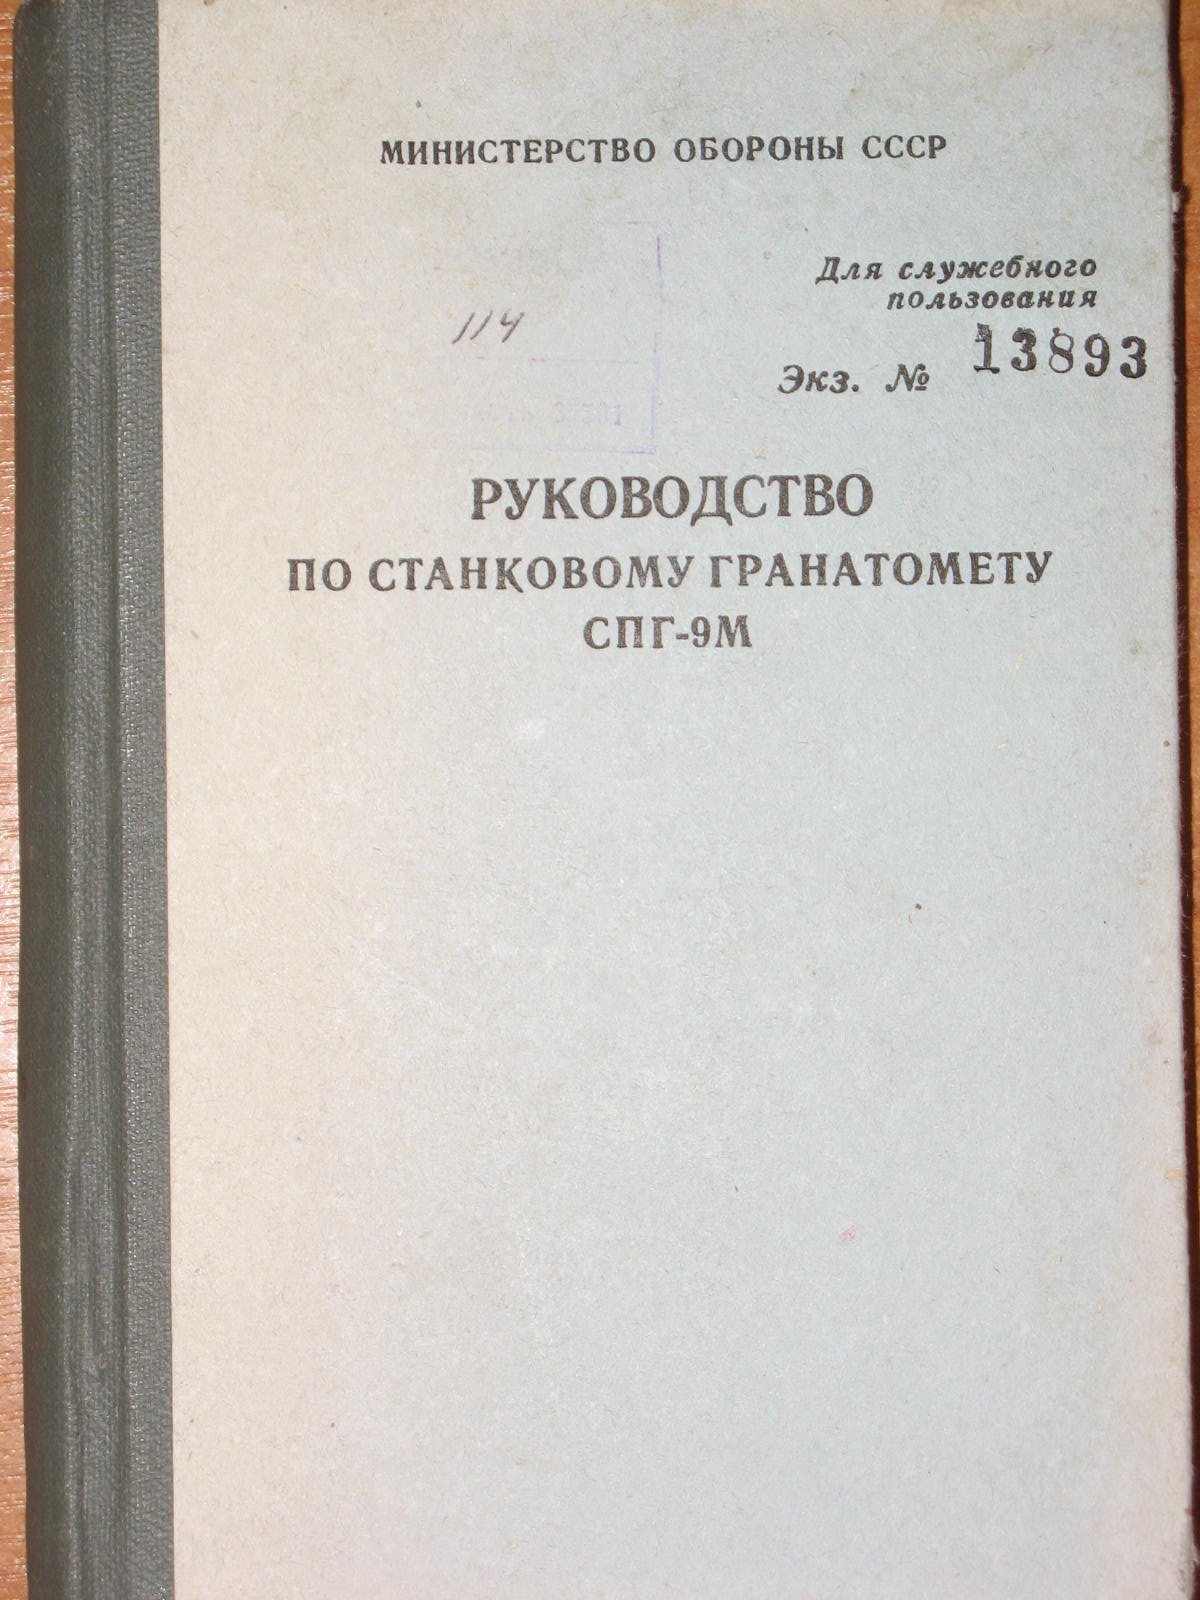 МИНИСТЕРСТВО ОБОРОНЫ СССР
Для служебного
пользования
114
Экз. № 13893
РУКОВОДСТВО
ПО СТАНКОВОМУ ГРАНАТОМЕТУ
СПГ-9М